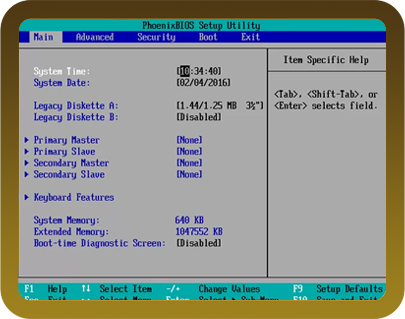 PhoenixBIOS Setup Utility
Main Advanced Security Boot Exit
Item Specific Help
System Time: [10:34:40]
System Date: [02/04/2016]
<Tab>, <Shift-Tab>, or
<Enter> selects field.
Legacy Diskette A: [1.44/1.25 MB 3½"]
Legacy Diskette B: [Disabled]
Primary Master [None]
Primary Slave [None]
Secondary Master [None]
Secondary Slave [None]
Keyboard Features
System Memory: 640 KB
Extended Memory: 1047552 KB
Boot-time Diagnostic Screen: [Disabled]
F1 Help ↑↓ Select Item -/+ Change Values F9 Setup Defaults
Esc Exit Select Menu Enter Select ▶ Sub-Menu F10 Save and Exit